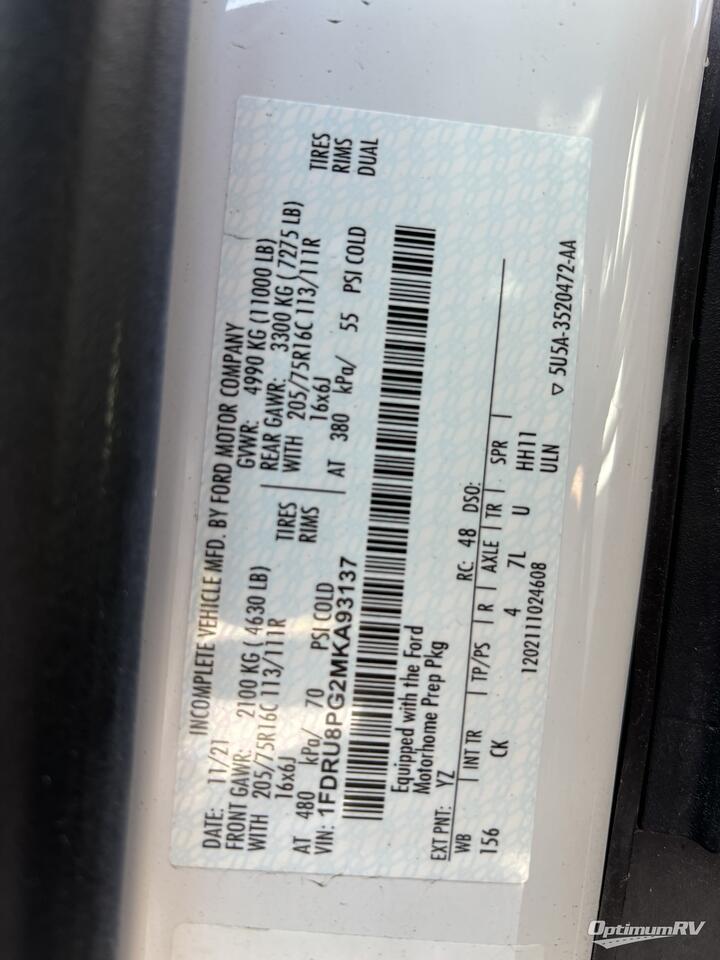 INCOMPLETE VEHICLE MFD. BY FORD MOTOR COMPANY
DATE: 11/21 GVWR: 4990 KG (11000 LB)
FRONT GAWR: 2100 KG ( 4630 LB) REAR GAWR: 3300 KG ( 7275 LB)
WITH 205/75R16C 113/111R TIRES WITH 205/75R16C 113/111R TIRES
16x6J RIMS 16x6J RIMS
AT 480 kPa/ 70 PSI COLD AT 380 kPa/ 55 PSI COLD DUAL
VIN: 1FDRU8PG2MKA93137
Equipped with the Ford
Motorhome Prep Pkg
EXT PNT: YZ RC: 48 DSO:
WB INT TR TP/PS R AXLE TR SPR
156 CK 4 7L U HH11
1202111024608 ULN
▽ 5U5A-3520472-AA
OptimumRV